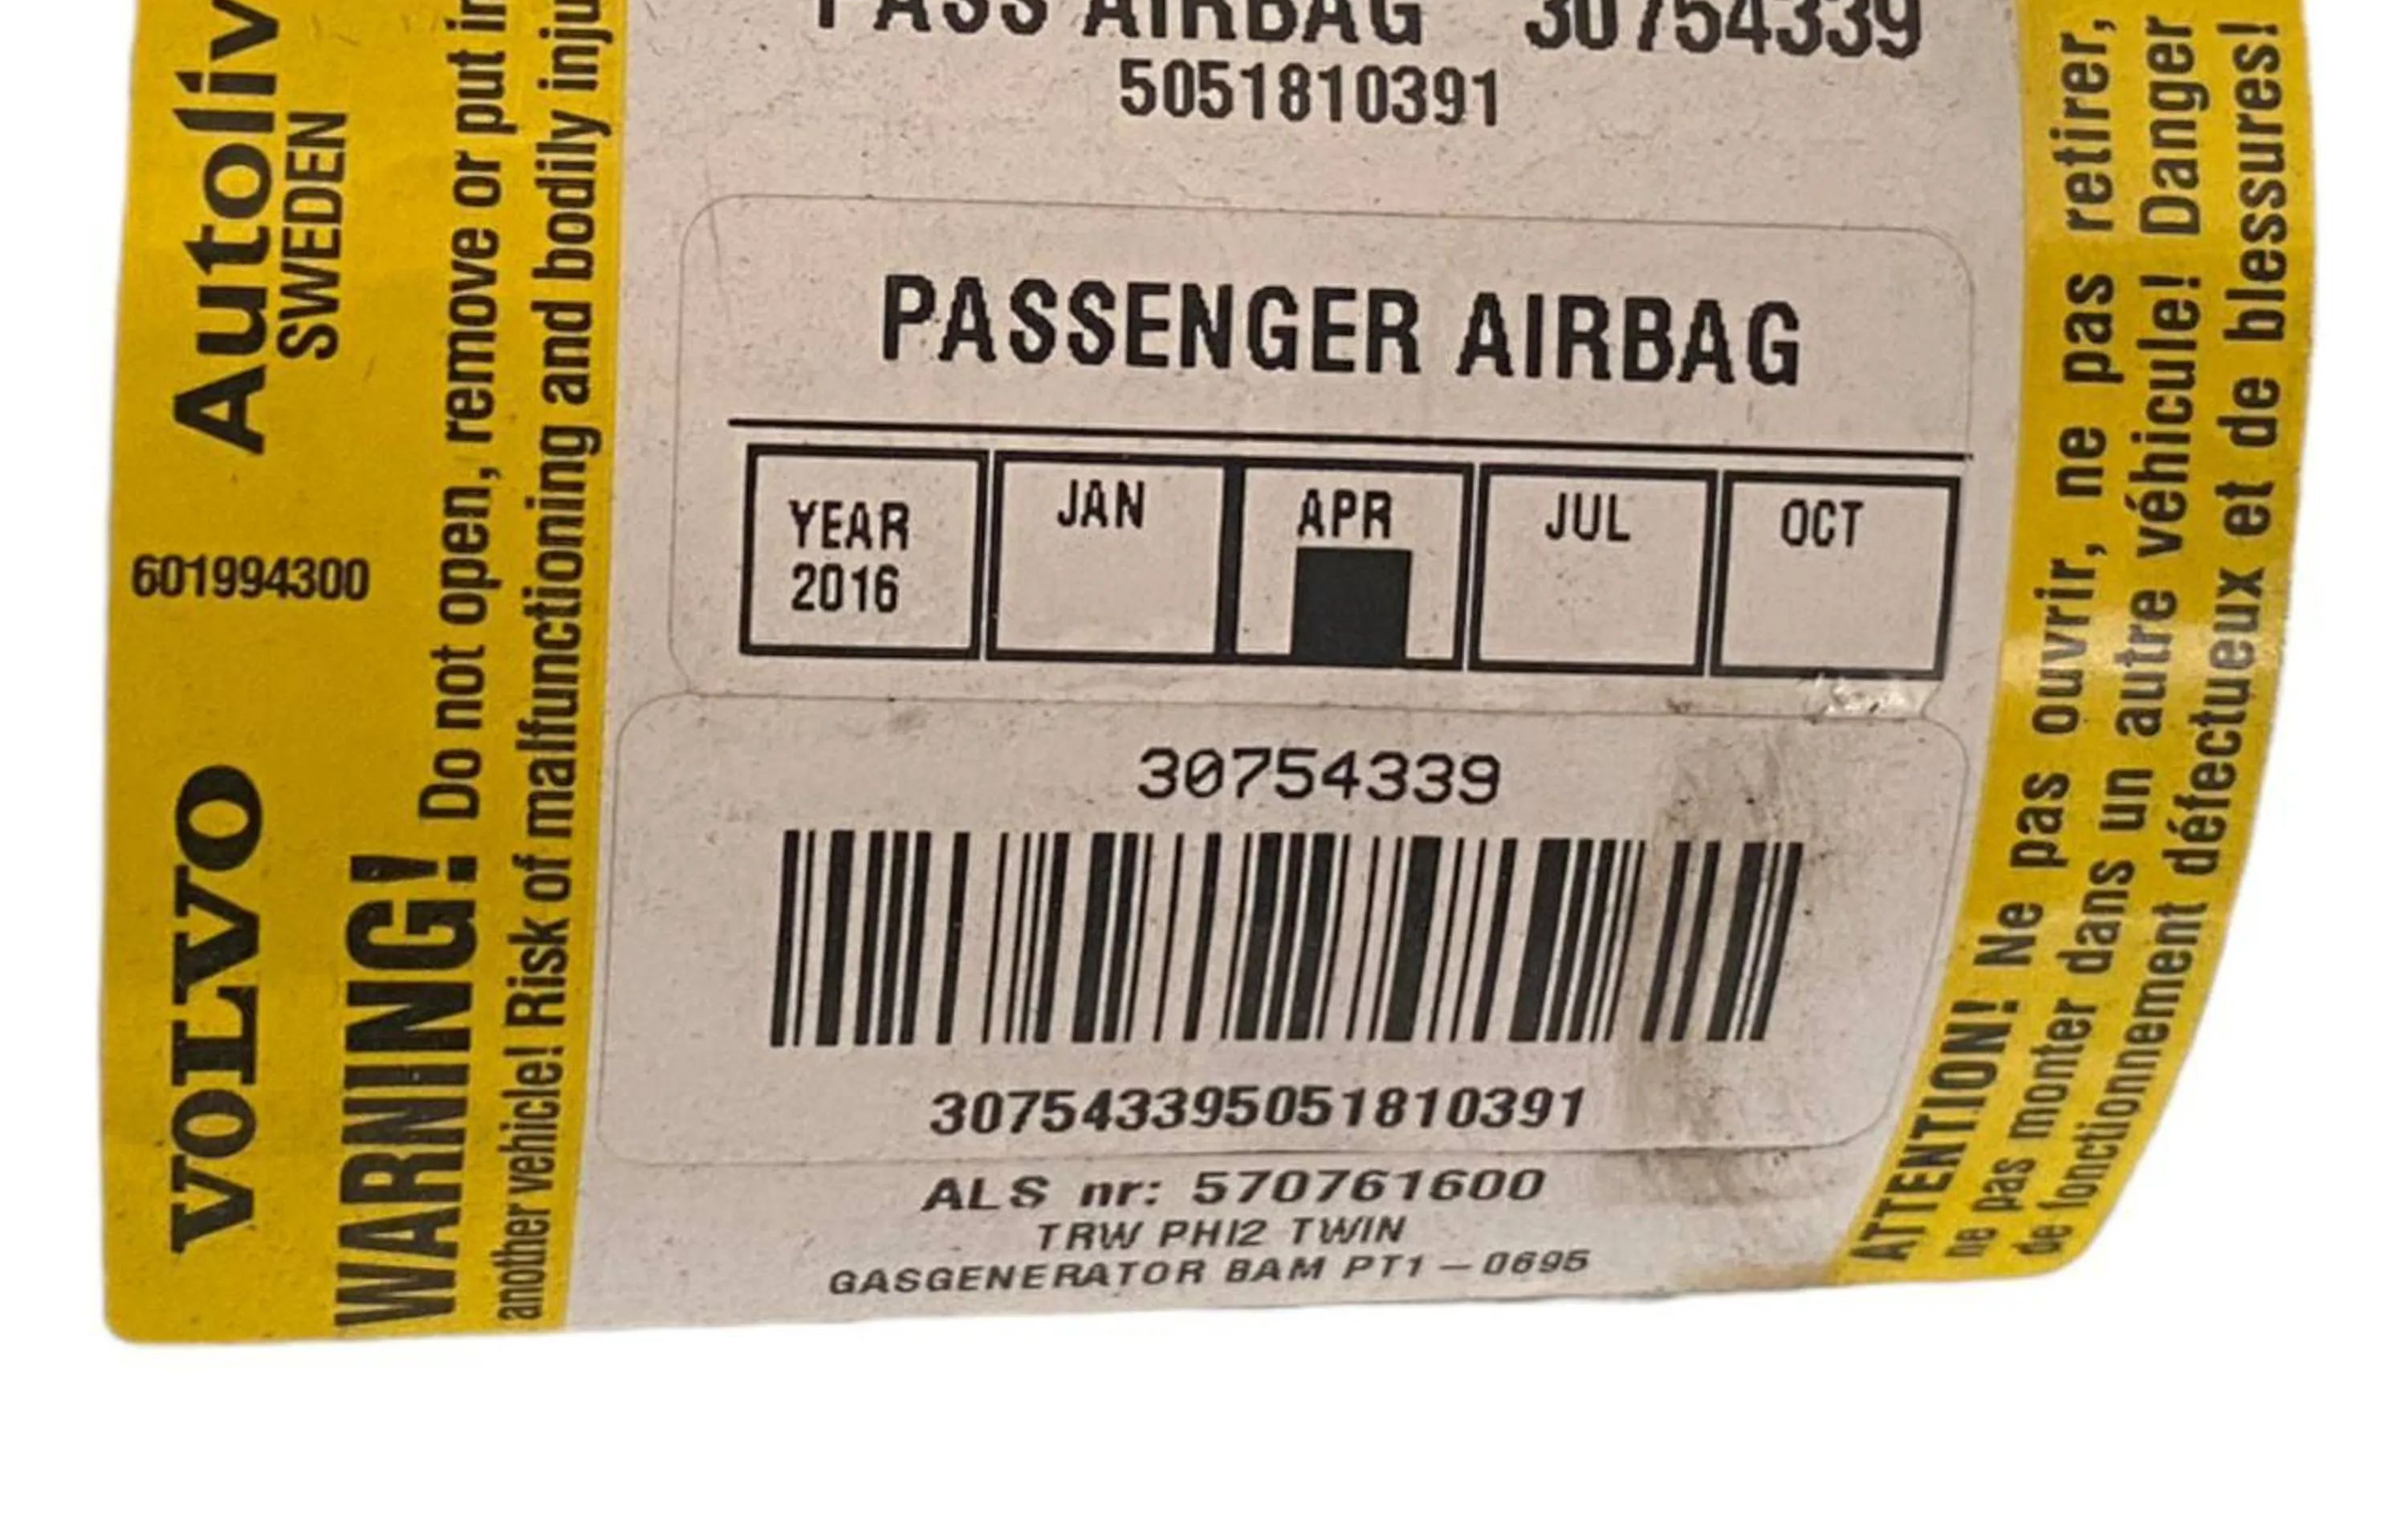 VOLVO 601994300 Autoliv
SWEDEN
WARNING! Do not open, remove or put in
another vehicle! Risk of malfunctioning and bodily
PASS AIRBAG 30754339
5051810391
PASSENGER AIRBAG
YEAR JAN APR JUL OCT
2016
30754339
307543395051810391
ALS nr: 570761600
TRW PHI2 TWIN
GASGENERATOR BAM PT1-0695
ATTENTION! Ne pas ouvrir, ne pas retirer,
ne pas monter dans un autre véhicule! Danger
de fonctionnement défectueux et de blessures!